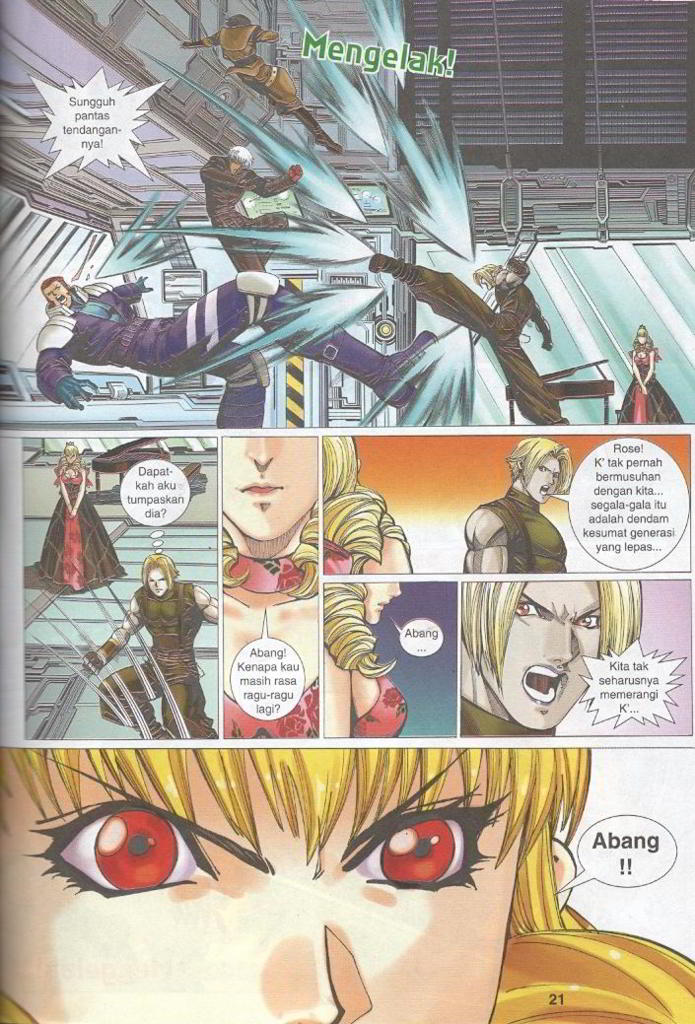 Mengelak!
Sungguh
pantas
tendangan-
nya!
Dapat-
kah aku
tumpaskan
dia?
Abang!
Kenapa kau
masih rasa
ragu-ragu
lagi?
Rose!
K' tak pernah
bermusuhan
dengan kita...
segala-gala itu
adalah dendam
kesumat generasi
yang lepas...
Abang
...
Kita tak
seharusnya
memerangi
K'...
Abang
!!
21